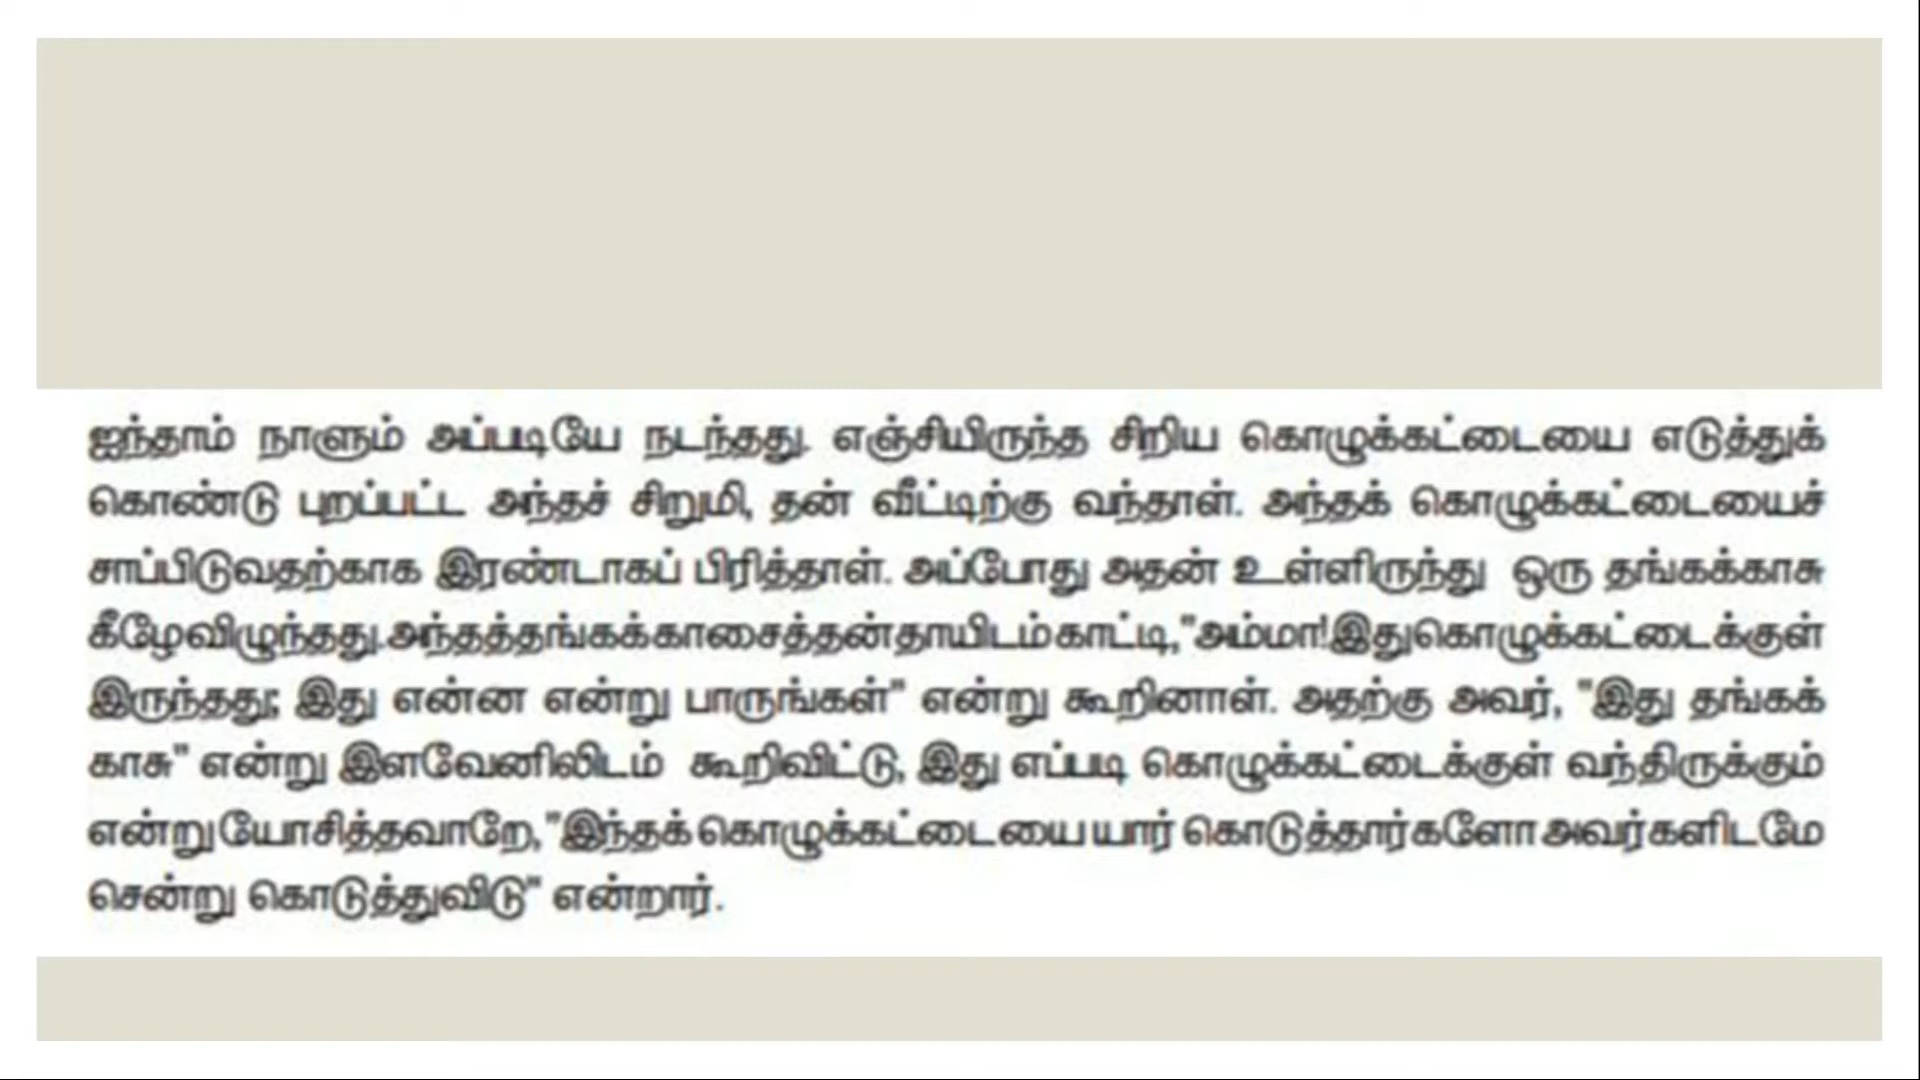 ஐந்தாம் நாளும் அப்படியே நடந்தது. எஞ்சியிருந்த சிறிய கொழுக்கட்டையை எடுத்துக்
கொண்டு புறப்பட்ட அந்தச் சிறுமி, தன் வீட்டிற்கு வந்தாள். அந்தக் கொழுக்கட்டையைச்
சாப்பிடுவதற்காக இரண்டாகப் பிரித்தாள். அப்போது அதன் உள்ளிருந்து ஒரு தங்கக்காசு
கீழேவிழுந்தது.அந்தத்தங்கக்காசைத்தன்தாயிடம்காட்டி,"அம்மா!இதுகொழுக்கட்டைக்குள்
இருந்தது; இது என்ன என்று பாருங்கள்" என்று கூறினாள். அதற்கு அவர், "இது தங்கக்
காசு" என்று இளவேனிலிடம் கூறிவிட்டு, இது எப்படி கொழுக்கட்டைக்குள் வந்திருக்கும்
என்றுயோசித்தவாறே,"இந்தக்கொழுக்கட்டையையார் கொடுத்தார்களோஅவர்களிடமே
சென்று கொடுத்துவிடு" என்றார்.